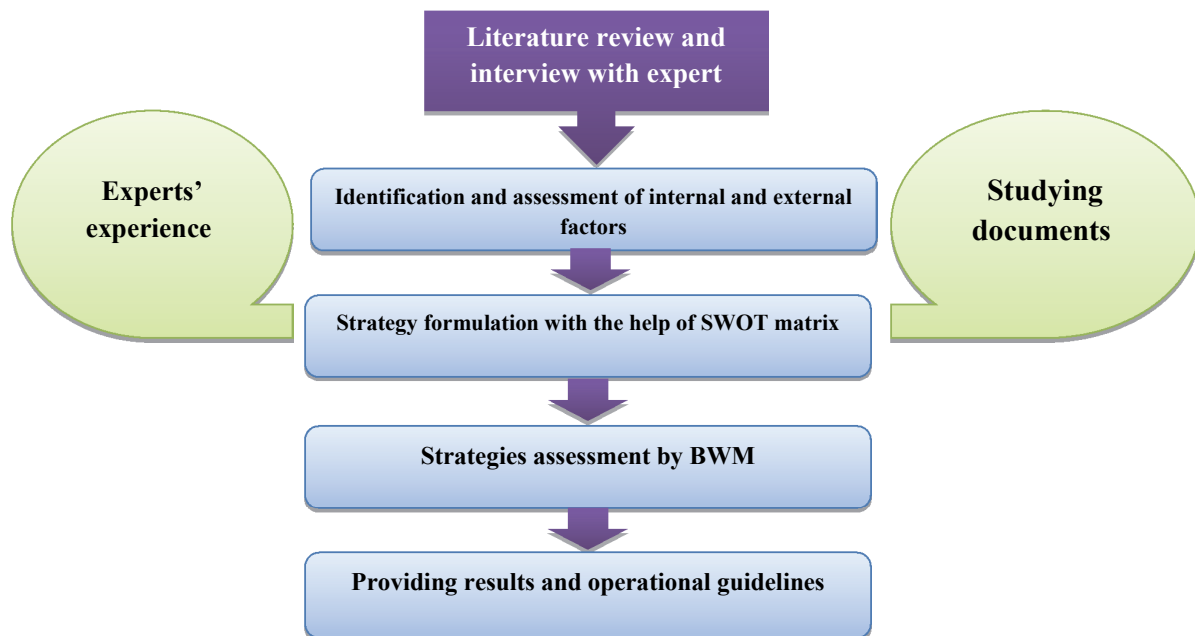 Literature review and
interview with expert
Experts’
experience
Identification and assessment of internal and external
factors
Studying
documents
Strategy formulation with the help of SWOT matrix
Strategies assessment by BWM
Providing results and operational guidelines